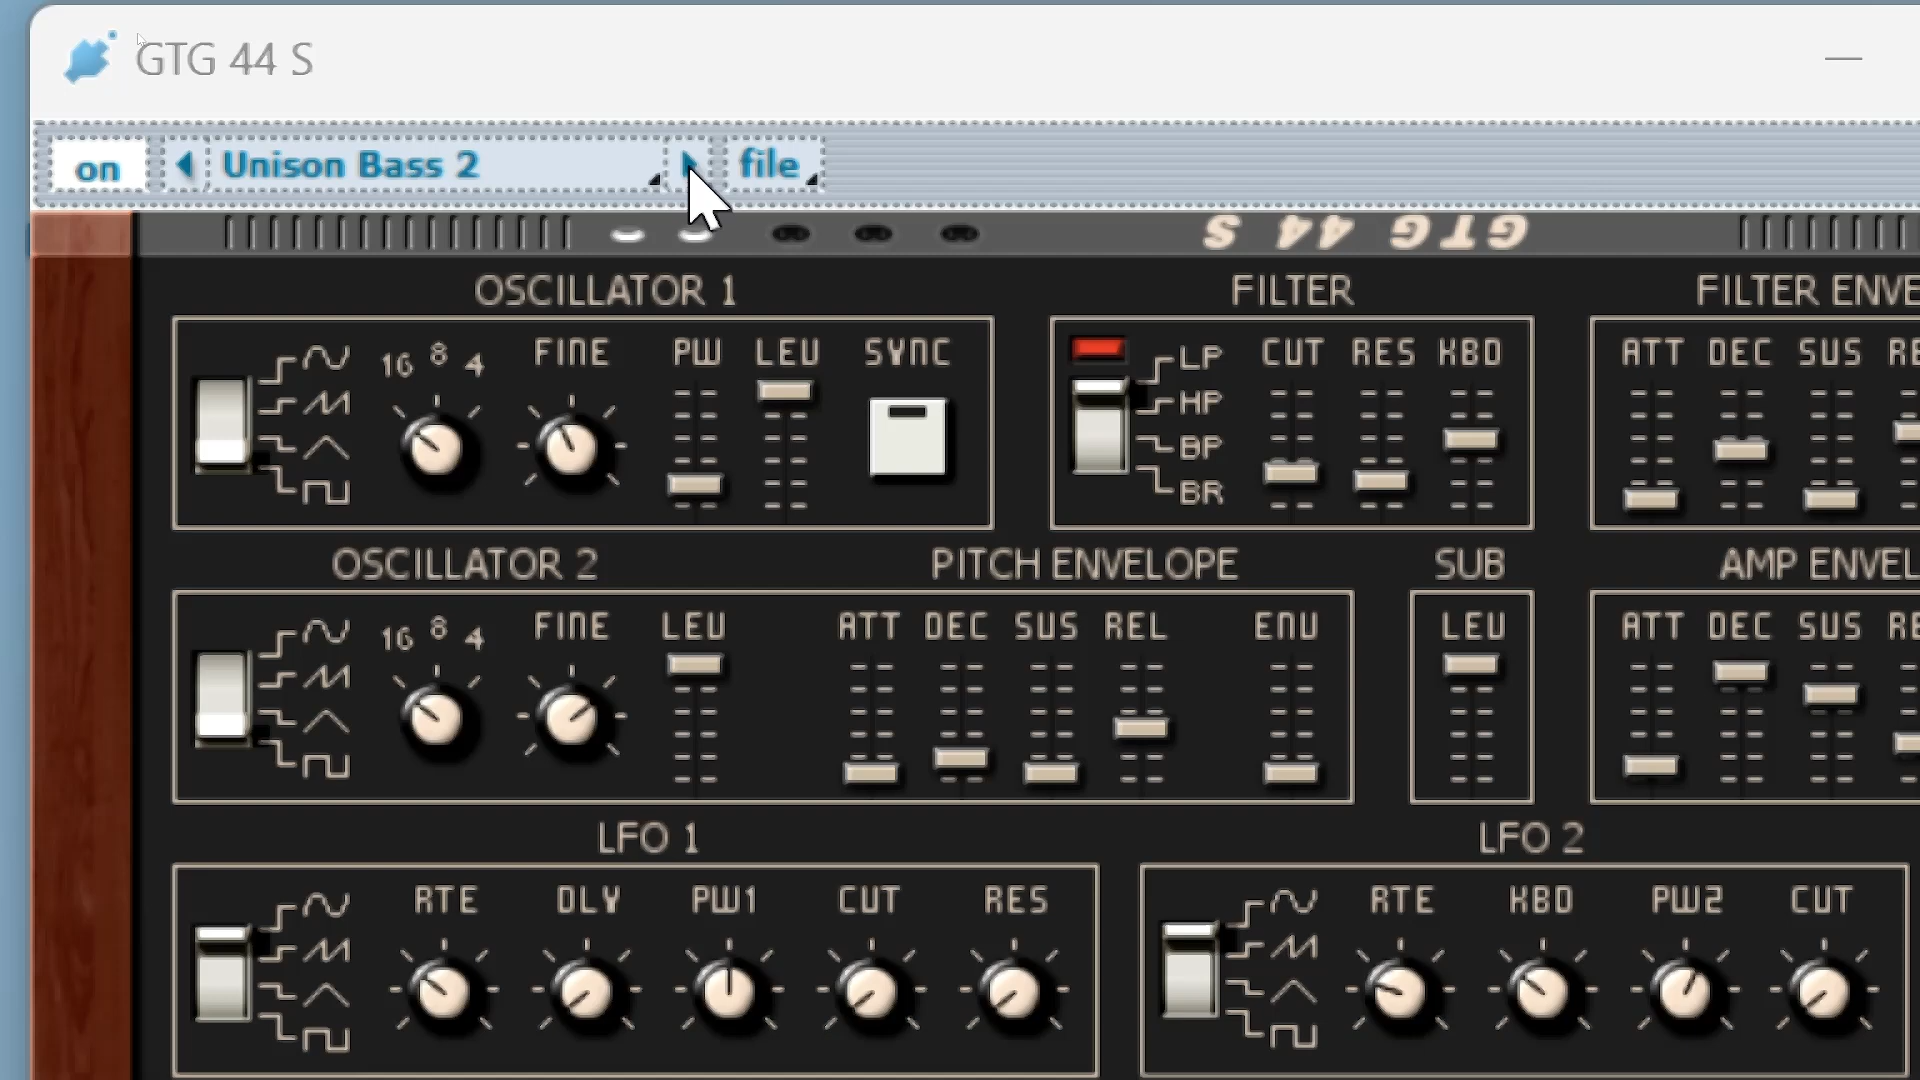 GTG 44 S
on Unison Bass 2 file
GTG 44 S
OSCILLATOR 1 FILTER FILTER ENVE
16 8 4 FINE PW LEV SYNC LP HP BP BR CUT RES KBD ATT DEC SUS RE
OSCILLATOR 2 PITCH ENVELOPE SUB AMP ENVEL
16 8 4 FINE LEV ATT DEC SUS REL ENV LEV ATT DEC SUS RE
LFO 1 LFO 2
RTE DLY PW1 CUT RES RTE KBD PW2 CUT